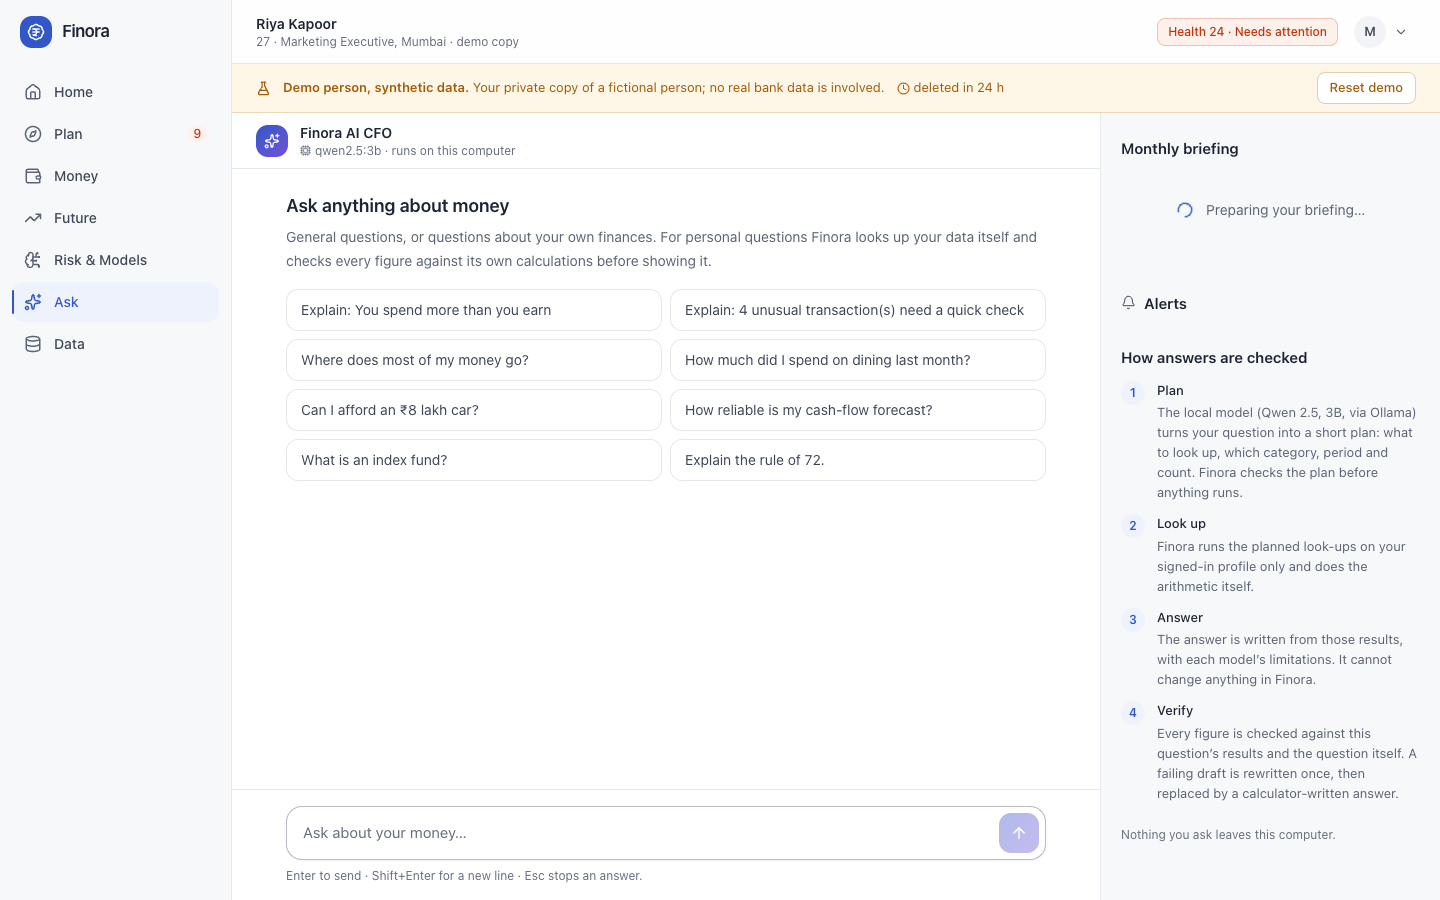 Finora
Home
Plan 9
Money
Future
Risk & Models
Ask
Data
Riya Kapoor
27 · Marketing Executive, Mumbai · demo copy
Health 24 · Needs attention
M
Demo person, synthetic data. Your private copy of a fictional person; no real bank data is involved. deleted in 24 h
Reset demo
Finora AI CFO
qwen2.5:3b · runs on this computer
Ask anything about money
General questions, or questions about your own finances. For personal questions Finora looks up your data itself and
checks every figure against its own calculations before showing it.
Explain: You spend more than you earn
Explain: 4 unusual transaction(s) need a quick check
Where does most of my money go?
How much did I spend on dining last month?
Can I afford an ₹8 lakh car?
How reliable is my cash-flow forecast?
What is an index fund?
Explain the rule of 72.
Ask about your money...
Enter to send · Shift+Enter for a new line · Esc stops an answer.
Monthly briefing
Preparing your briefing...
Alerts
How answers are checked
1 Plan
The local model (Qwen 2.5, 3B, via Ollama)
turns your question into a short plan: what
to look up, which category, period and
count. Finora checks the plan before
anything runs.
2 Look up
Finora runs the planned look-ups on your
signed-in profile only and does the
arithmetic itself.
3 Answer
The answer is written from those results,
with each model's limitations. It cannot
change anything in Finora.
4 Verify
Every figure is checked against this
question's results and the question itself. A
failing draft is rewritten once, then
replaced by a calculator-written answer.
Nothing you ask leaves this computer.